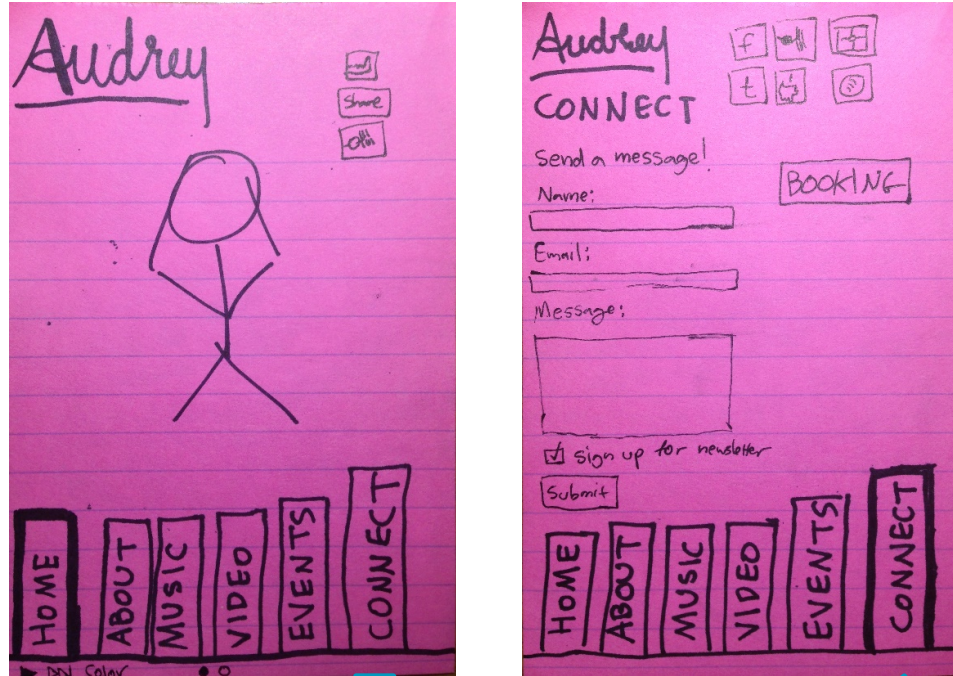 Audrey
Share
HOME
ABOUT
MUSIC
VIDEO
EVENTS
CONNECT
Color
Audrey
f
t
CONNECT
Send a message!
BOOKING
Name:
Email:
Message:
sign up for newsletter
Submit
HOME
ABOUT
MUSIC
VIDEO
EVENTS
CONNECT